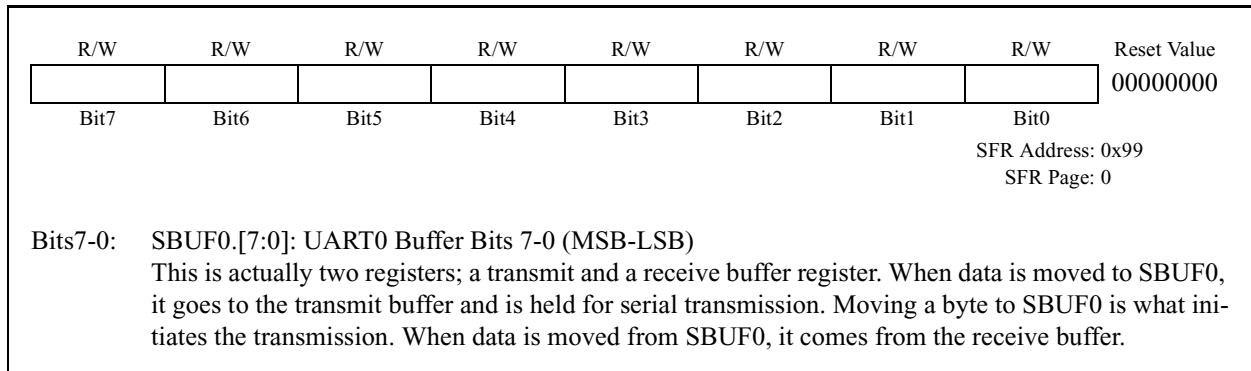 R/W R/W R/W R/W R/W R/W R/W R/W Reset Value
00000000
Bit7 Bit6 Bit5 Bit4 Bit3 Bit2 Bit1 Bit0
SFR Address: 0x99
SFR Page: 0
Bits7-0: SBUF0.[7:0]: UART0 Buffer Bits 7-0 (MSB-LSB)
This is actually two registers; a transmit and a receive buffer register. When data is moved to SBUF0,
it goes to the transmit buffer and is held for serial transmission. Moving a byte to SBUF0 is what ini-
tiates the transmission. When data is moved from SBUF0, it comes from the receive buffer.